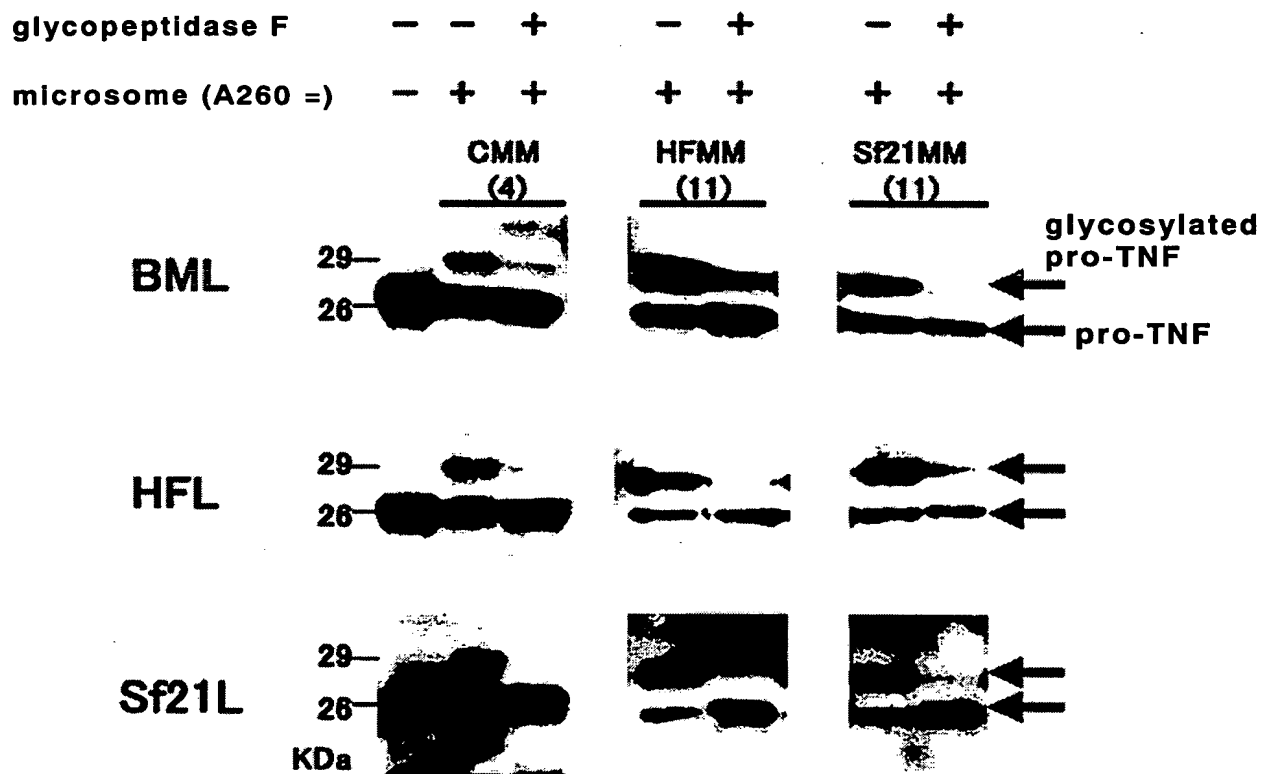 glycopeptidase F − − + − + − +
microsome (A260 =) − + + + + + +
CMM HFMM Sf21MM
(4) (11) (11)
glycosylated
pro-TNF
BML 29
26
pro-TNF
HFL 29
26
Sf21L 29
26
KDa